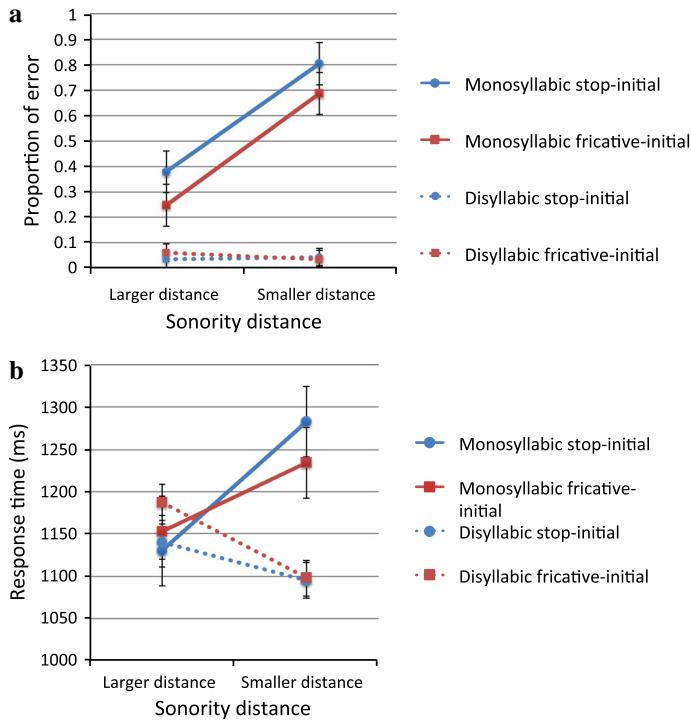 a
1
0.9
0.8
0.7
0.6
0.5
0.4
0.3
0.2
0.1
0
Proportion of error
Larger distance Smaller distance
Sonority distance
Monosyllabic stop-initial
Monosyllabic fricative-initial
Disyllabic stop-initial
Disyllabic fricative-initial
b
1350
1300
1250
1200
1150
1100
1050
1000
Response time (ms)
Larger distance Smaller distance
Sonority distance
Monosyllabic stop-initial
Monosyllabic fricative-
initial
Disyllabic stop-initial
Disyllabic fricative-initial